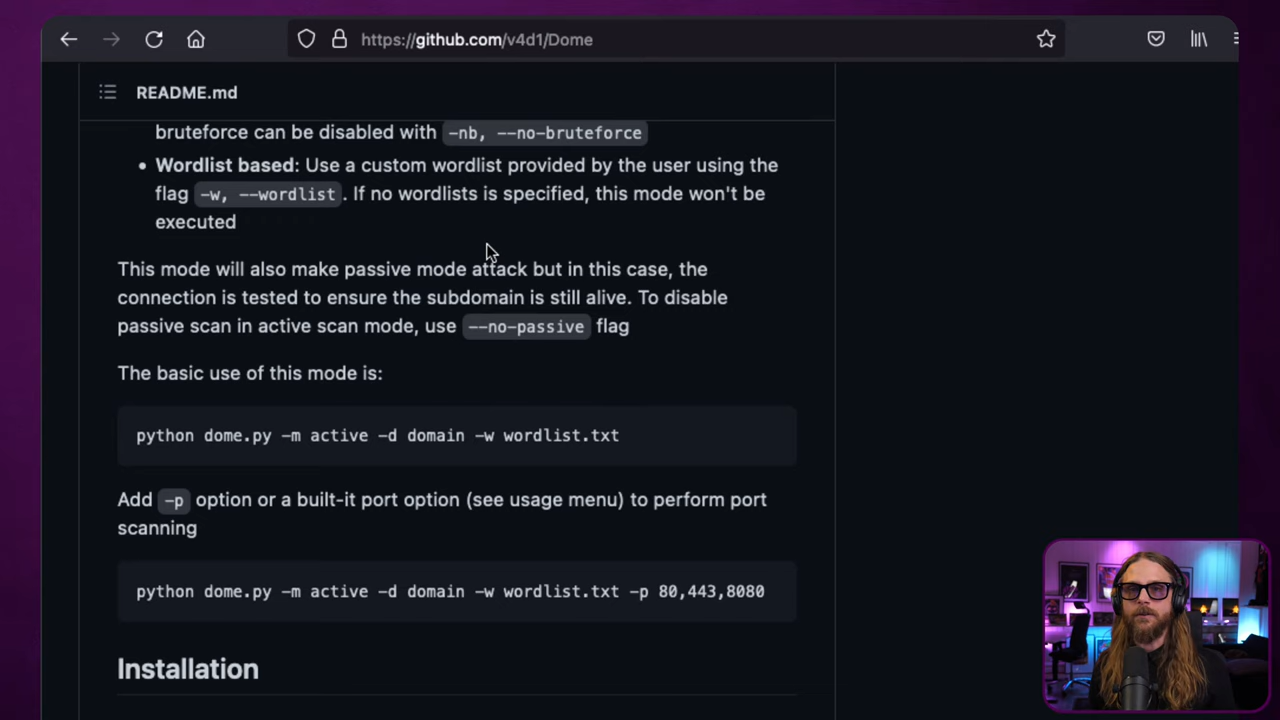 https://github.com/v4d1/Dome
README.md
bruteforce can be disabled with -nb, --no-bruteforce
• Wordlist based: Use a custom wordlist provided by the user using the
flag -w, --wordlist. If no wordlists is specified, this mode won't be
executed
This mode will also make passive mode attack but in this case, the
connection is tested to ensure the subdomain is still alive. To disable
passive scan in active scan mode, use --no-passive flag
The basic use of this mode is:
python dome.py -m active -d domain -w wordlist.txt
Add -p option or a built-it port option (see usage menu) to perform port
scanning
python dome.py -m active -d domain -w wordlist.txt -p 80,443,8080
Installation